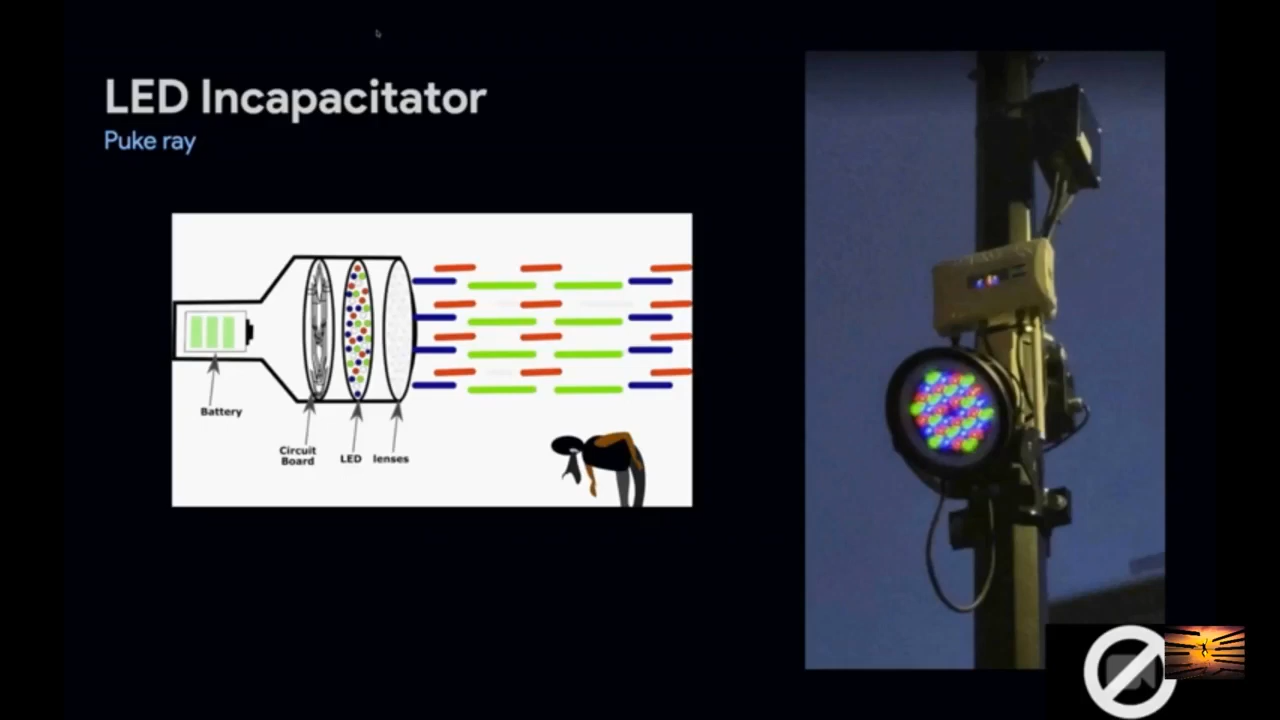 LED Incapacitator
Puke ray
Battery
Circuit
Board
LED
lenses